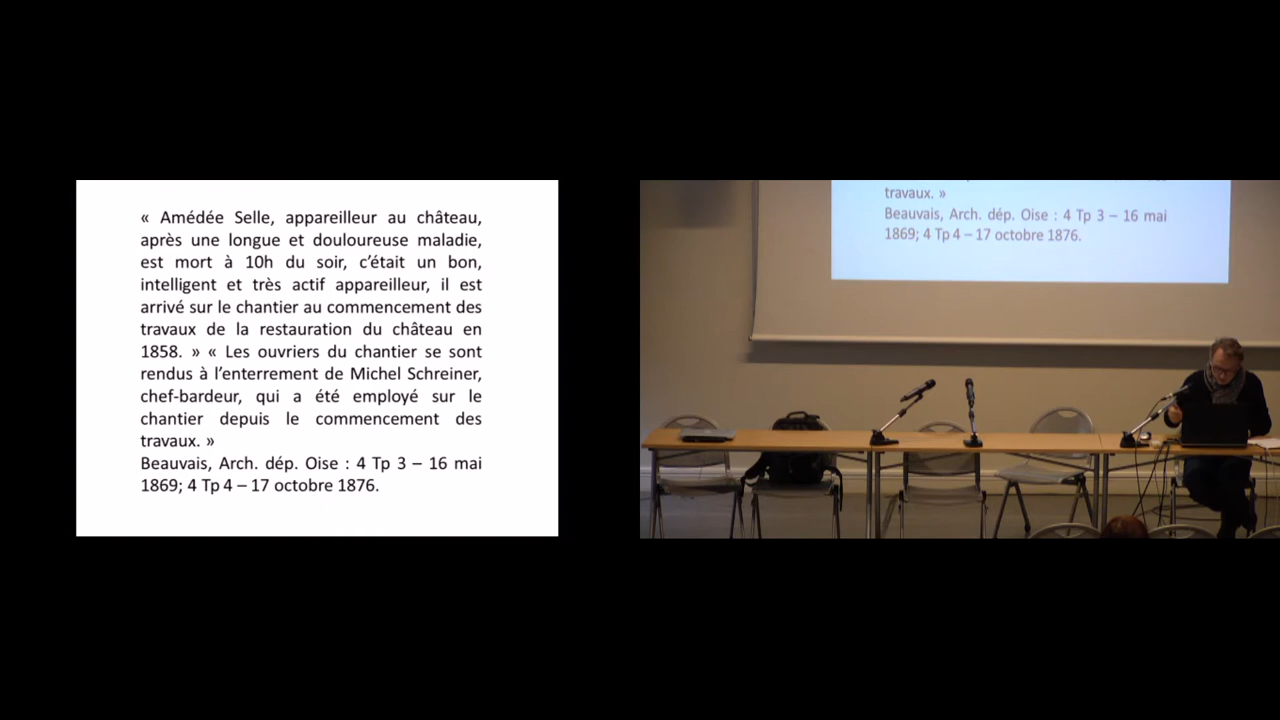 « Amédée Selle, appareilleur au château,
après une longue et douloureuse maladie,
est mort à 10h du soir, c’était un bon,
intelligent et très actif appareilleur, il est
arrivé sur le chantier au commencement des
travaux de la restauration du château en
1858. » « Les ouvriers du chantier se sont
rendus à l’enterrement de Michel Schreiner,
chef-bardeur, qui a été employé sur le
chantier depuis le commencement des
travaux. »
Beauvais, Arch. dép. Oise : 4 Tp 3 – 16 mai
1869; 4 Tp 4 – 17 octobre 1876.
travaux. »
Beauvais, Arch. dép. Oise : 4 Tp 3 – 16 mai
1869; 4 Tp 4 – 17 octobre 1876.